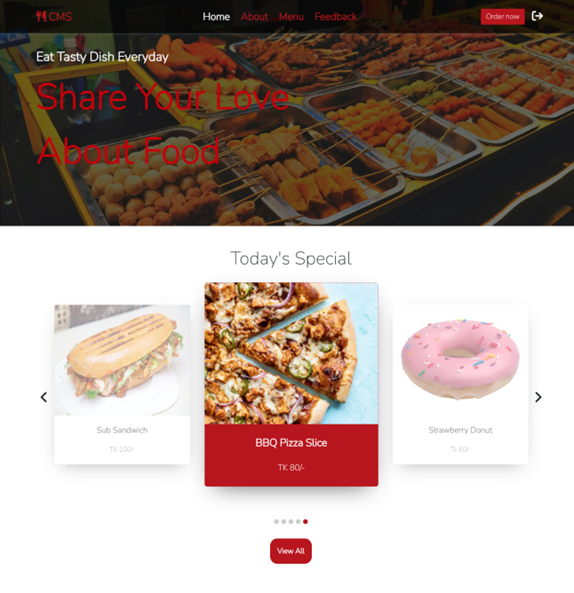 CMS
Home About Menu Feedback
Order now
Eat Tasty Dish Everyday
Share Your Love
About Food
Today's Special
Sub Sandwich
TK 100/-
BBQ Pizza Slice
TK 80/-
Strawberry Donut
Tk 60/-
View All